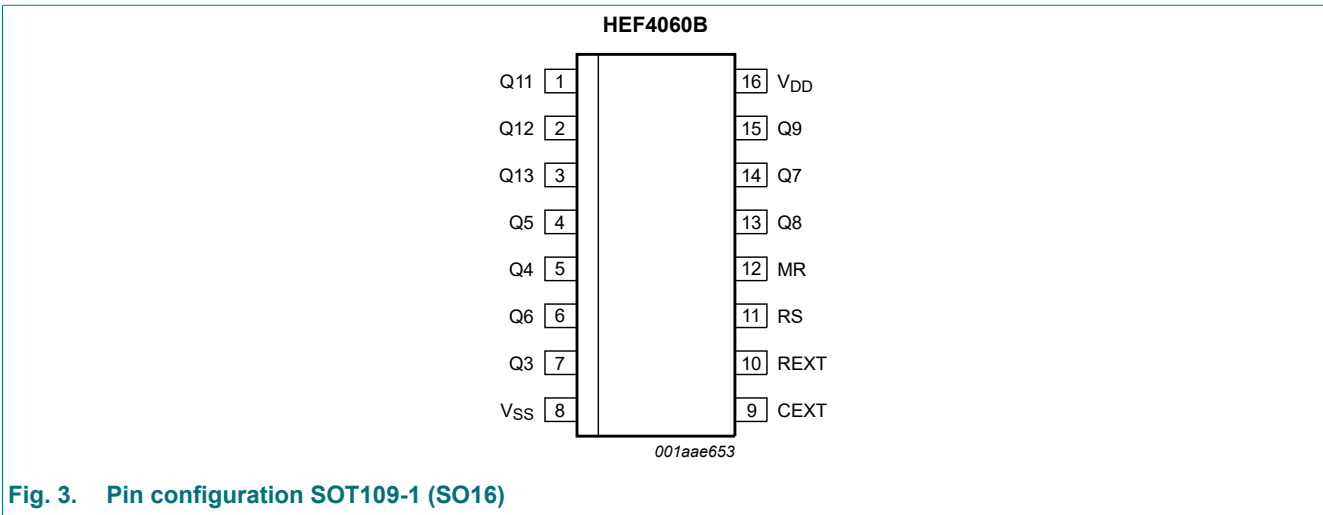 HEF4060B
Q11 1 16 VDD
Q12 2 15 Q9
Q13 3 14 Q7
Q5 4 13 Q8
Q4 5 12 MR
Q6 6 11 RS
Q3 7 10 REXT
VSS 8 9 CEXT
001aae653
Fig. 3. Pin configuration SOT109-1 (SO16)